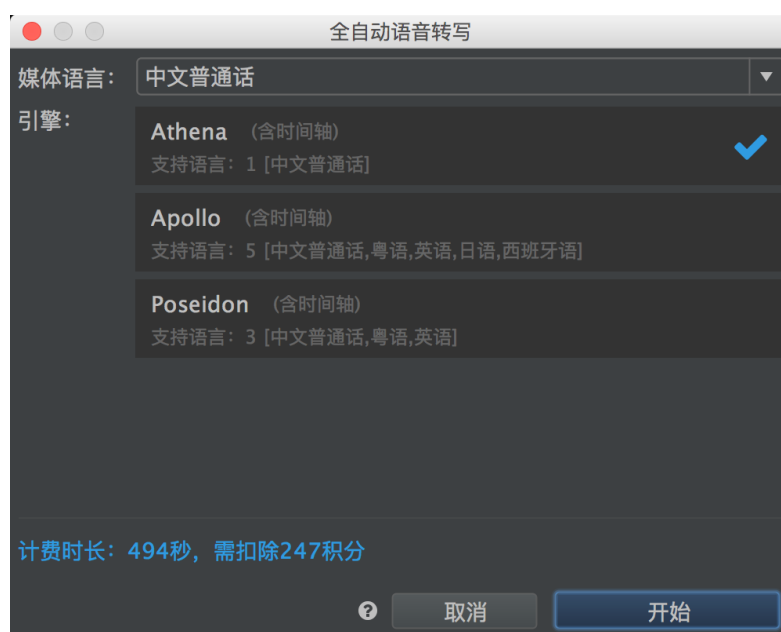 全自动语音转写
媒体语言： 中文普通话
引擎：
Athena (含时间轴)
支持语言：1 [中文普通话]
Apollo (含时间轴)
支持语言：5 [中文普通话,粤语,英语,日语,西班牙语]
Poseidon (含时间轴)
支持语言：3 [中文普通话,粤语,英语]
计费时长：494秒，需扣除247积分
? 取消 开始